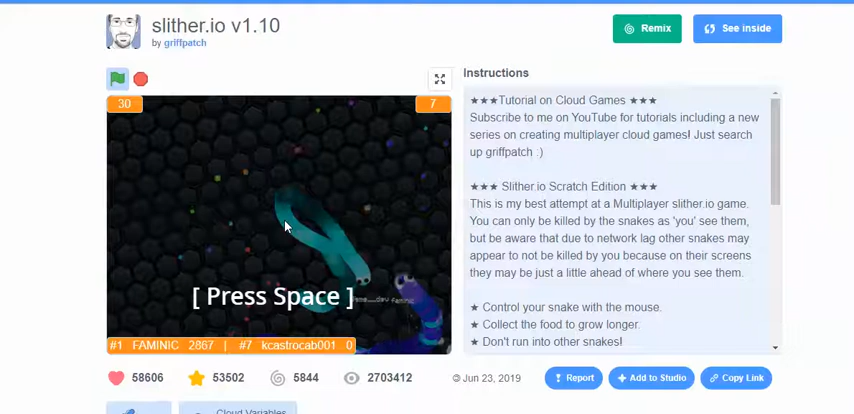 slither.io v1.10
by griffpatch
Remix
See inside
30
7
[ Press Space ]
Faminic
#1 FAMINIC 2867 | #7 kcastrocab001 0
Instructions
★★★Tutorial on Cloud Games ★★★
Subscribe to me on YouTube for tutorials including a new
series on creating multiplayer cloud games! Just search
up griffpatch :)
★★★ Slither.io Scratch Edition ★★★
This is my best attempt at a Multiplayer slither.io game.
You can only be killed by the snakes as 'you' see them,
but be aware that due to network lag other snakes may
appear to not be killed by you because on their screens
they may be just a little ahead of where you see them.
★ Control your snake with the mouse.
★ Collect the food to grow longer.
★ Don't run into other snakes!
58606
53502
5844
2703412
© Jun 23, 2019
Report
Add to Studio
Copy Link
Cloud Variables